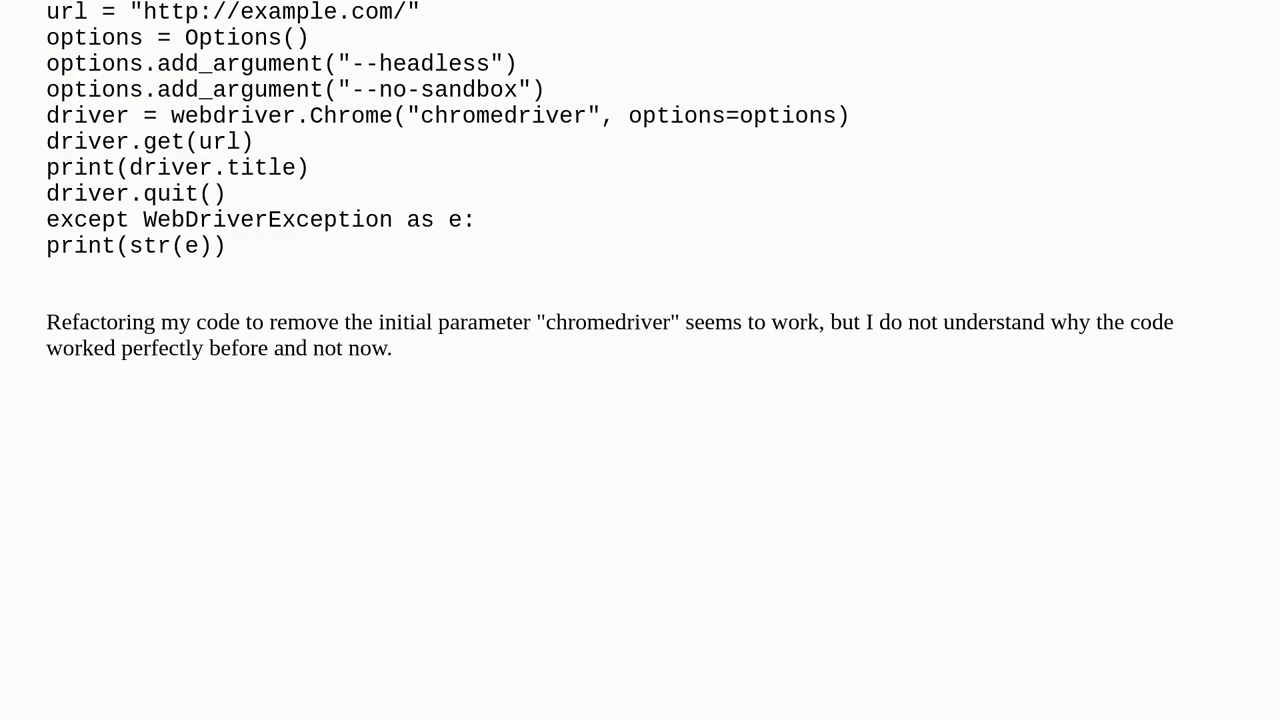 url = "http://example.com/"
options = Options()
options.add_argument("--headless")
options.add_argument("--no-sandbox")
driver = webdriver.Chrome("chromedriver", options=options)
driver.get(url)
print(driver.title)
driver.quit()
except WebDriverException as e:
print(str(e))
Refactoring my code to remove the initial parameter "chromedriver" seems to work, but I do not understand why the code
worked perfectly before and not now.